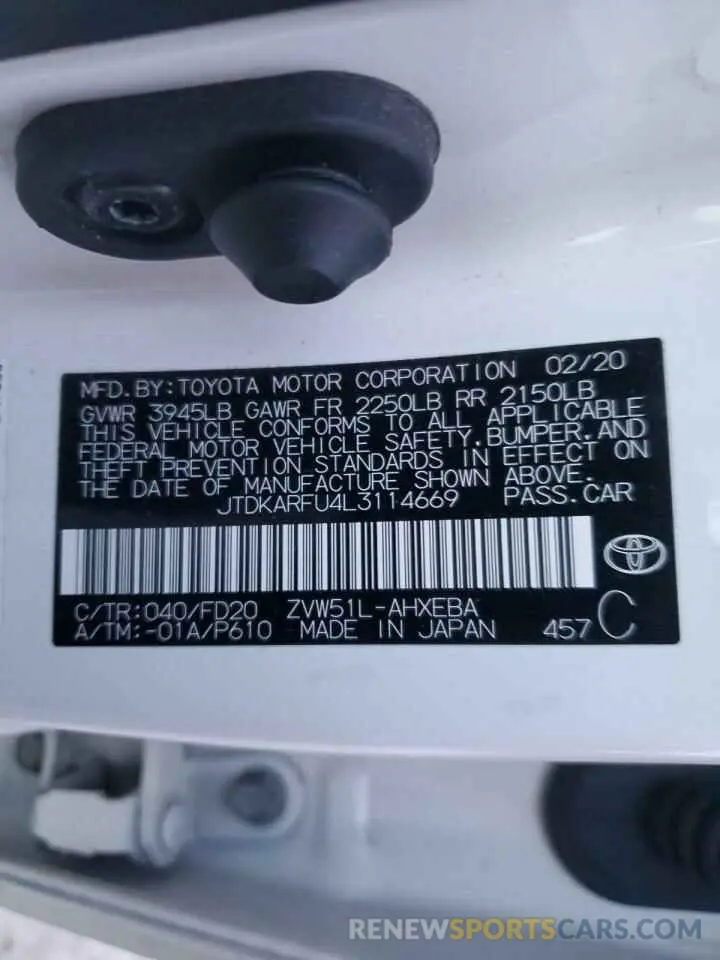 MFD. BY: TOYOTA MOTOR CORPORATION 02/20
GVWR 3945LB GAWR FR 2250LB RR 2150LB
THIS VEHICLE CONFORMS TO ALL APPLICABLE
FEDERAL MOTOR VEHICLE SAFETY, BUMPER, AND
THEFT PREVENTION STANDARDS IN EFFECT ON
THE DATE OF MANUFACTURE SHOWN ABOVE.
JTDKARFU4L3114669 PASS.CAR
C/TR:040/FD20 ZVW51L-AHXEBA
A/TM:-01A/P610 MADE IN JAPAN 457 C
RENEWSPORTSCARS.COM